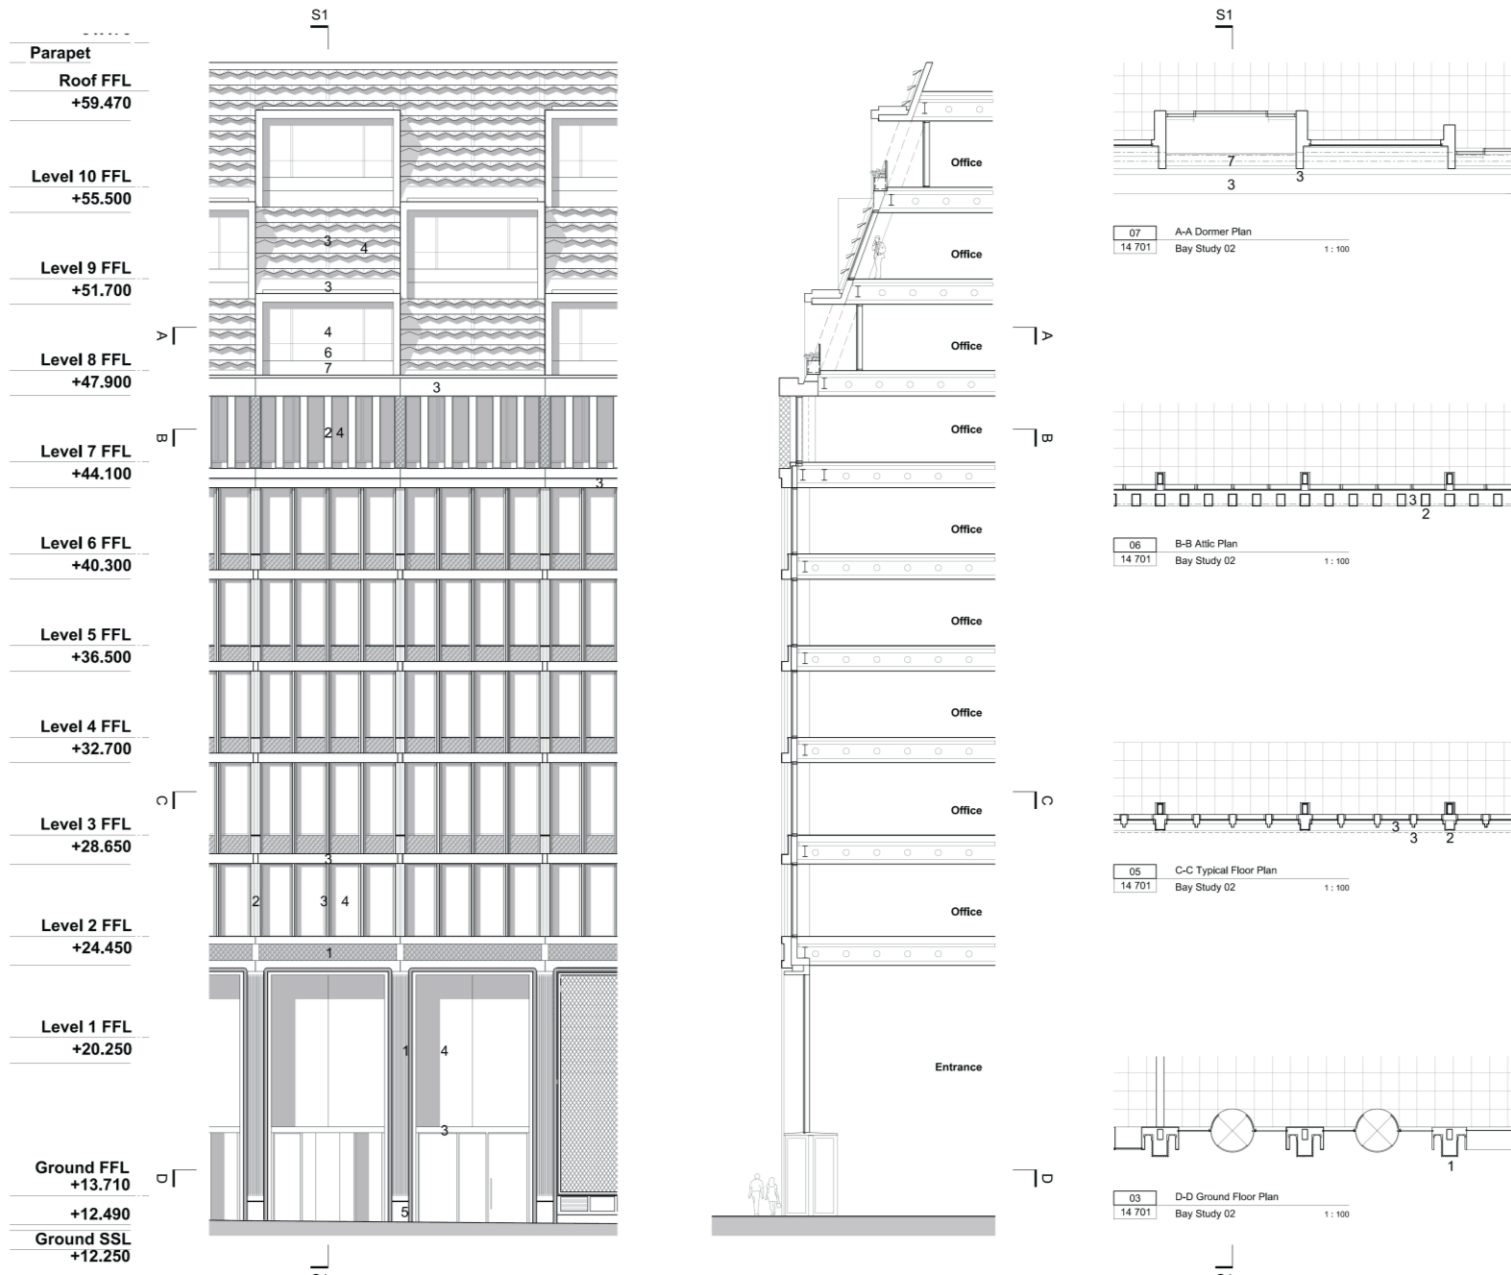 S1
S1
Parapet
Roof FFL
+59.470
Level 10 FFL
+55.500
Level 9 FFL
+51.700
Level 8 FFL
+47.900
Level 7 FFL
+44.100
Level 6 FFL
+40.300
Level 5 FFL
+36.500
Level 4 FFL
+32.700
Level 3 FFL
+28.650
Level 2 FFL
+24.450
Level 1 FFL
+20.250
Ground FFL
+13.710
+12.490
Ground SSL
+12.250
A
B
C
D
3
4
3
4
6
7
3
2 4
3
3
2
3
4
1
1
4
3
5
Office
Office
Office
Office
Office
Office
Office
Office
Office
Entrance
A
B
C
D
7
3
3
07 A-A Dormer Plan
14 701 Bay Study 02 1 : 100
3
2
06 B-B Attic Plan
14 701 Bay Study 02 1 : 100
3
3
2
05 C-C Typical Floor Plan
14 701 Bay Study 02 1 : 100
1
03 D-D Ground Floor Plan
14 701 Bay Study 02 1 : 100